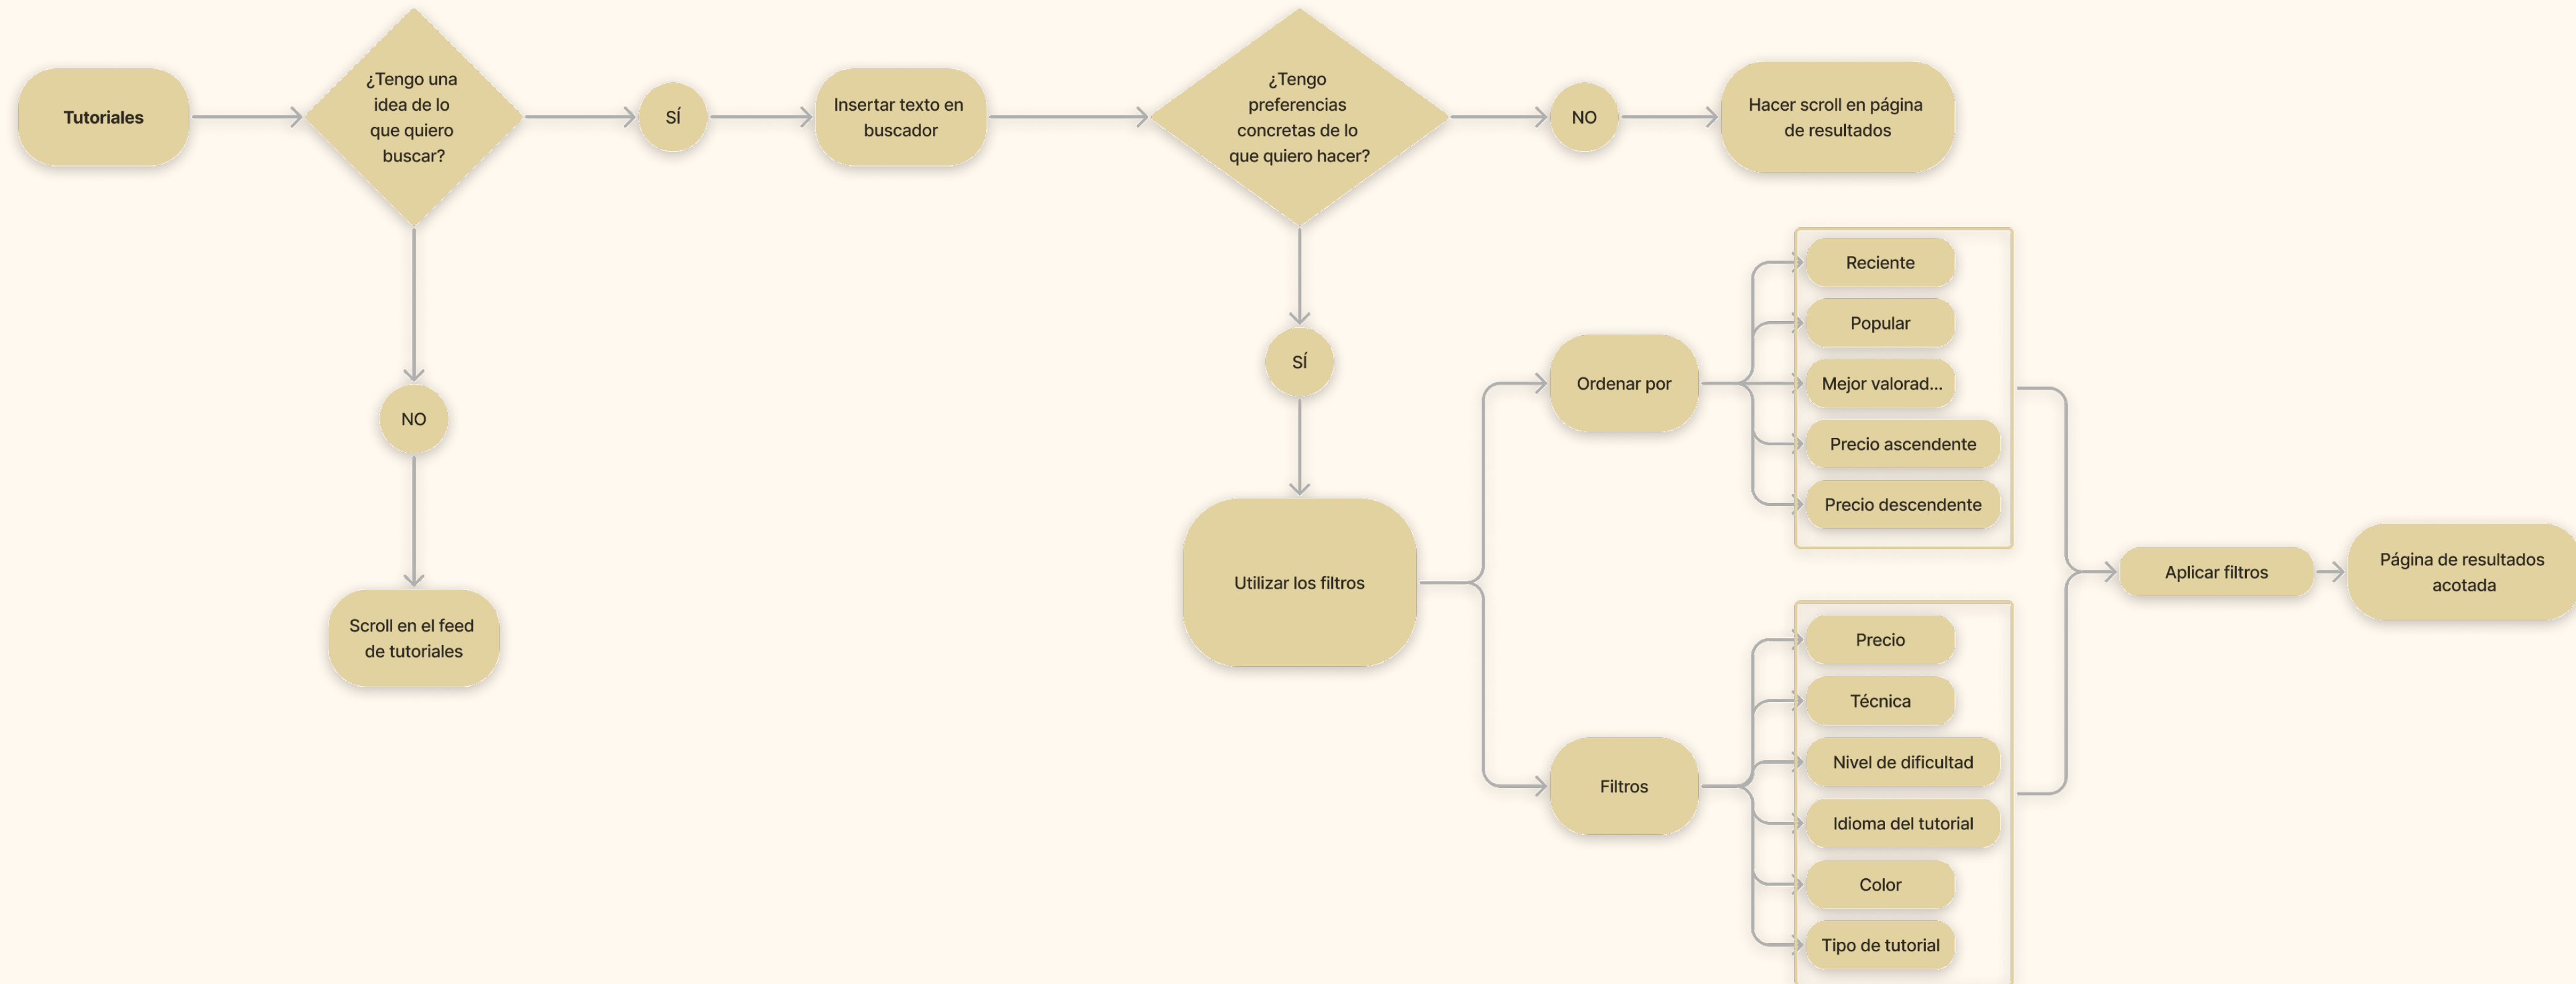 Tutoriales
¿Tengo una
idea de lo
que quiero
buscar?
SÍ
Insertar texto en
buscador
¿Tengo
preferencias
concretas de lo
que quiero hacer?
NO
Hacer scroll en página
de resultados
NO
Scroll en el feed
de tutoriales
SÍ
Utilizar los filtros
Ordenar por
Reciente
Popular
Mejor valorad...
Precio ascendente
Precio descendente
Filtros
Precio
Técnica
Nivel de dificultad
Idioma del tutorial
Color
Tipo de tutorial
Aplicar filtros
Página de resultados
acotada